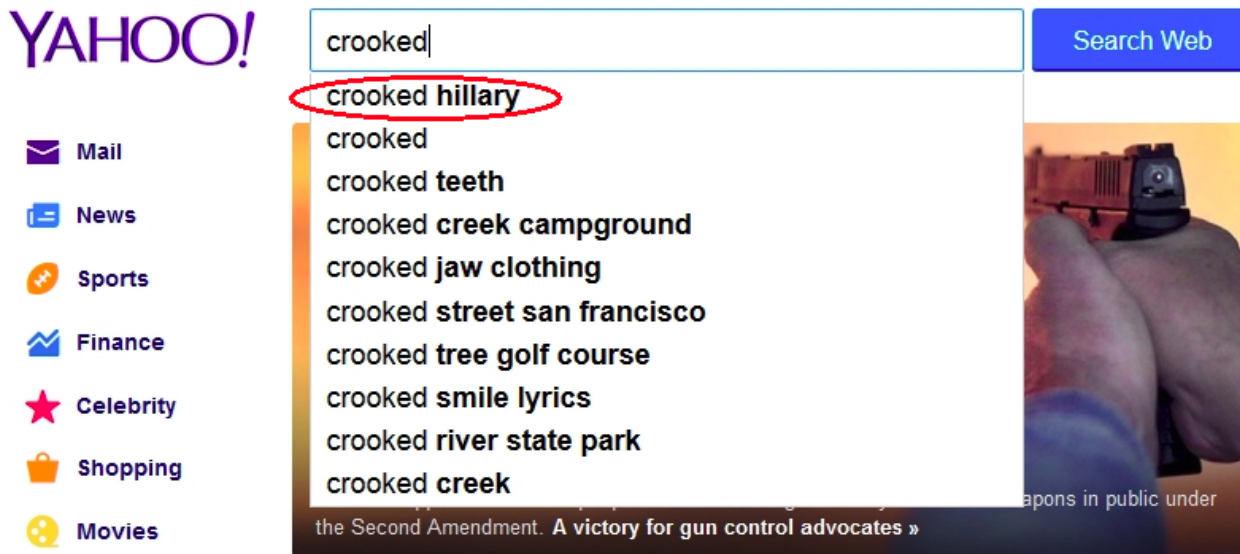 YAHOO!
crooked
Search Web
crooked hillary
crooked
crooked teeth
crooked creek campground
crooked jaw clothing
crooked street san francisco
crooked tree golf course
crooked smile lyrics
crooked river state park
crooked creek
Mail
News
Sports
Finance
Celebrity
Shopping
Movies
in public under
the Second Amendment. A victory for gun control advocates »